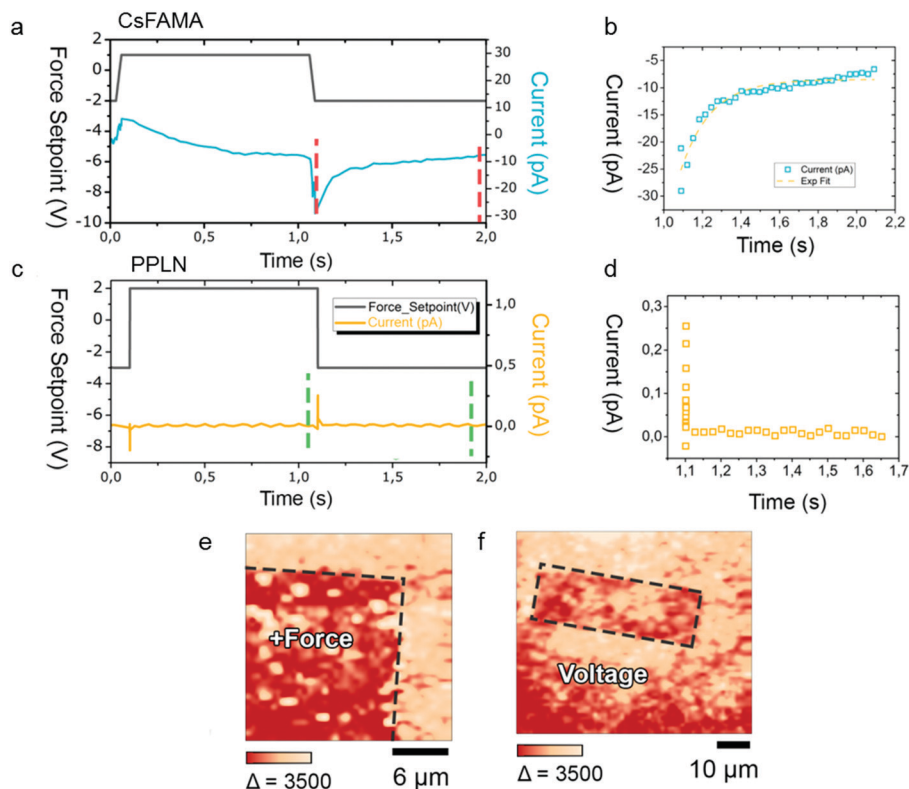 a
CsFAMA
Force Setpoint (V)
2
0
-2
-4
-6
-8
-10
30
20
10
0
-10
-20
-30
Current (pA)
0,0
0,5
1,0
1,5
2,0
Time (s)
b
Current (pA)
-5
-10
-15
-20
-25
-30
Current (pA)
Exp Fit
1,0
1,2
1,4
1,6
1,8
2,0
2,2
Time (s)
c
PPLN
Force Setpoint (V)
2
0
-2
-4
-6
-8
Force_Setpoint(V)
Current (pA)
1,0
0,5
0,0
Current (pA)
0,0
0,5
1,0
1,5
2,0
Time (s)
d
Current (pA)
0,3
0,2
0,1
0,0
1,1
1,2
1,3
1,4
1,5
1,6
1,7
Time (s)
e
+Force
Δ = 3500
6 μm
f
Voltage
Δ = 3500
10 μm